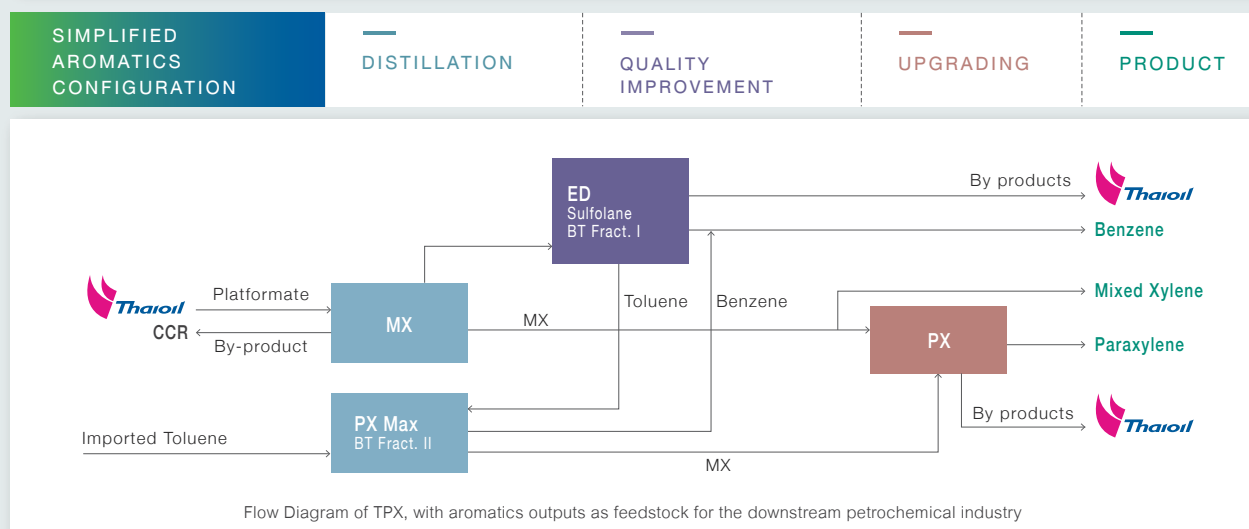 SIMPLIFIED
AROMATICS
CONFIGURATION
DISTILLATION
QUALITY
IMPROVEMENT
UPGRADING
PRODUCT
ED
Sulfolane
BT Fract. I
By products
Thaioil
Benzene
Thaioil
CCR
Platformate
By-product
MX
MX
Toluene
Benzene
Mixed Xylene
PX
Paraxylene
PX Max
BT Fract. II
Imported Toluene
By products
Thaioil
MX
Flow Diagram of TPX, with aromatics outputs as feedstock for the downstream petrochemical industry